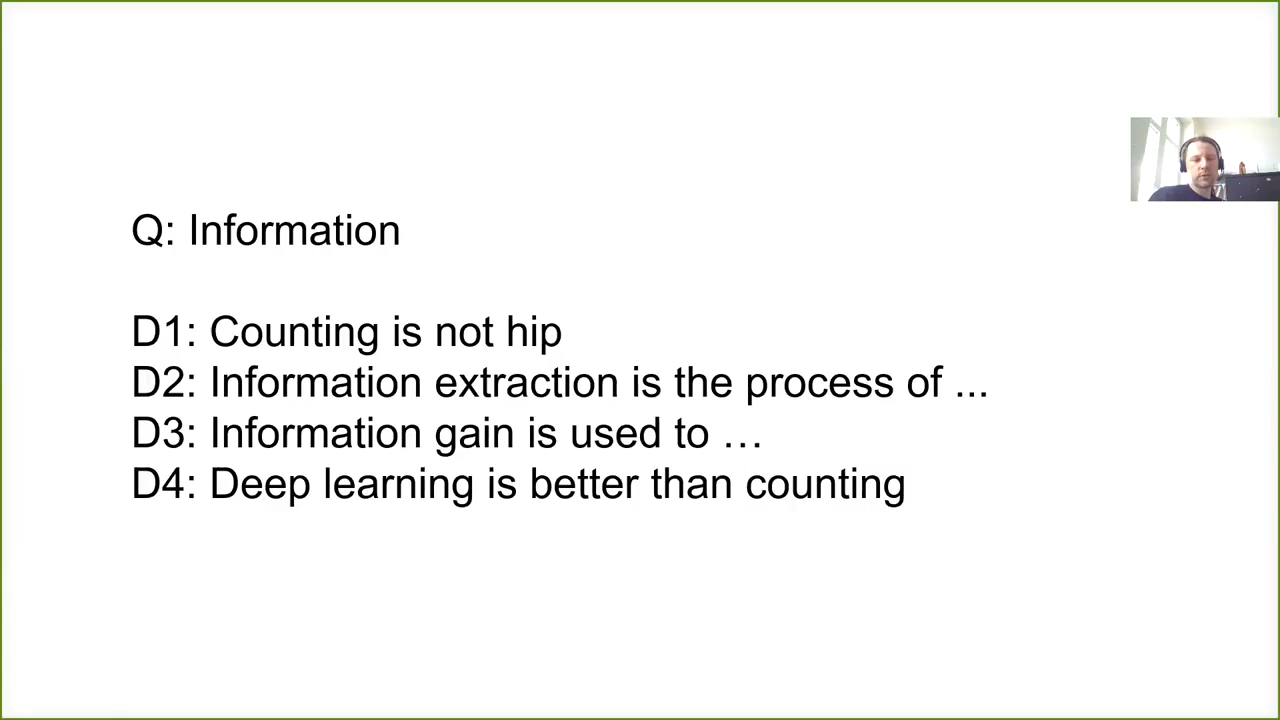 Q: Information
D1: Counting is not hip
D2: Information extraction is the process of ...
D3: Information gain is used to …
D4: Deep learning is better than counting